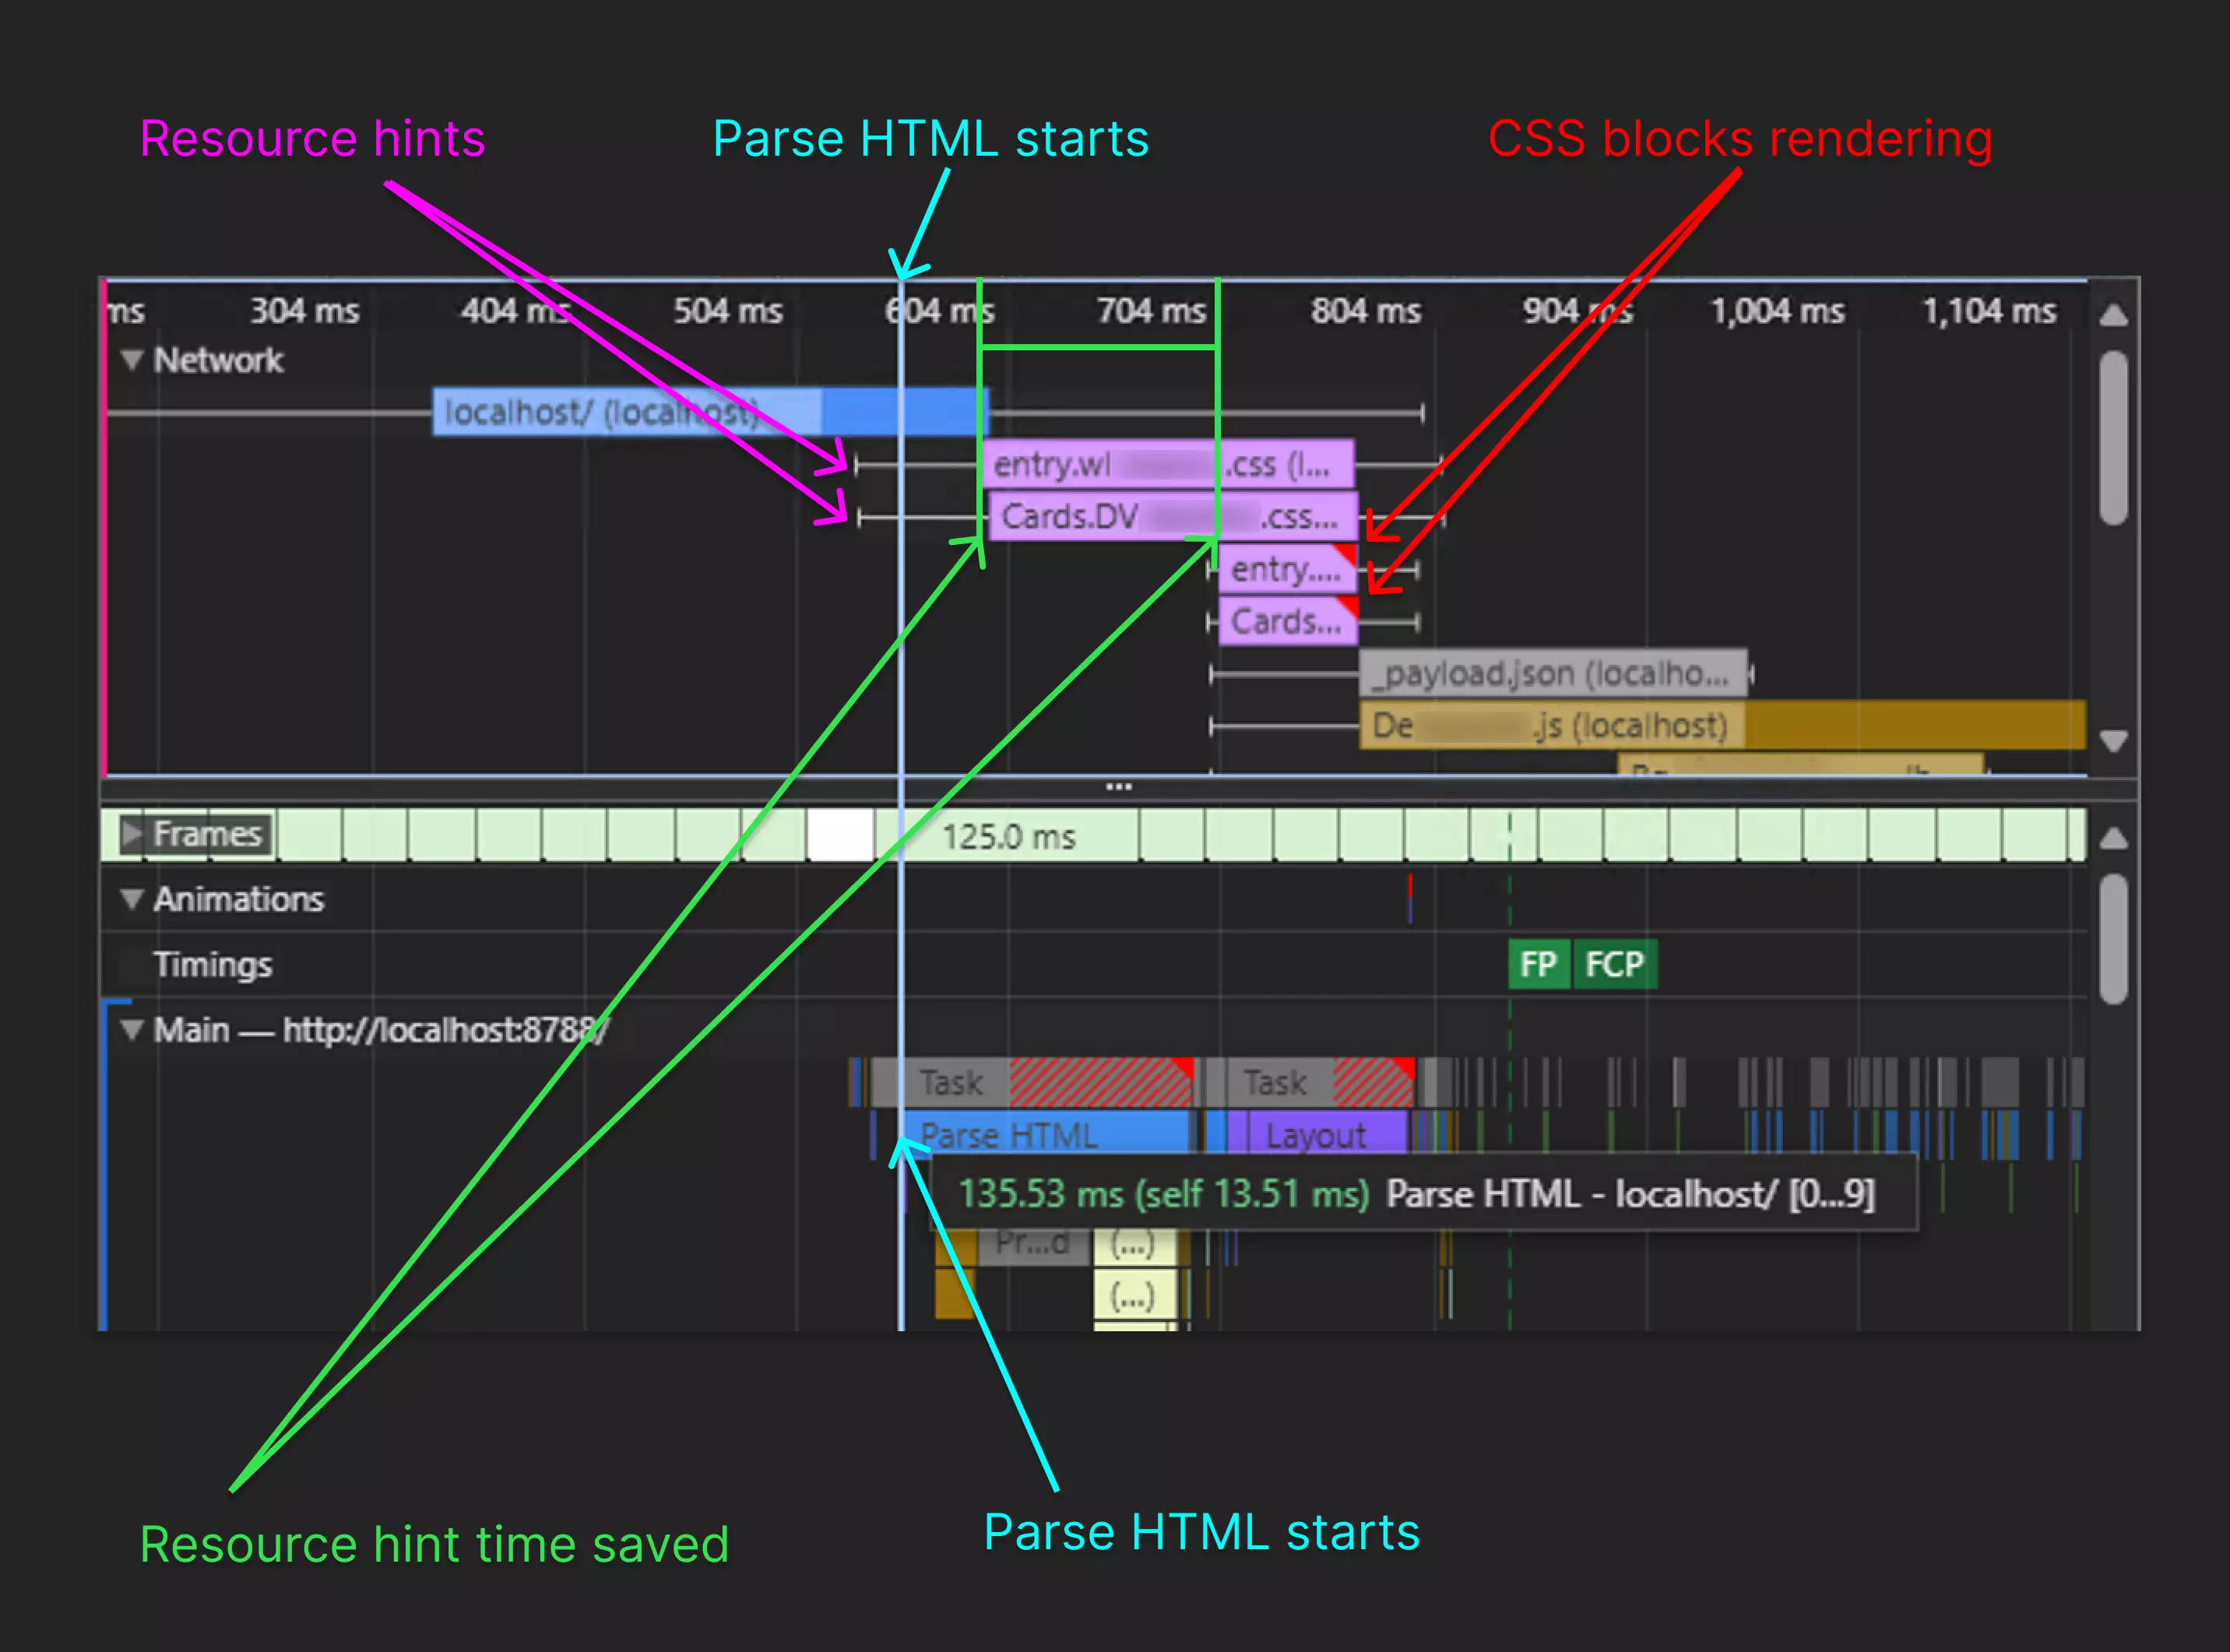 Resource hints
Parse HTML starts
CSS blocks rendering
ms 304 ms 404 ms 504 ms 604 ms 704 ms 804 ms 904 ms 1,004 ms 1,104 ms
Network
localhost/ (localhost)
entry.wl .css (l...
Cards.DV .css...
entry....
Cards...
_payload.json (localho...
De .js (localhost)
...
Frames
125.0 ms
Animations
Timings
FP FCP
Main — http://localhost:8788/
Task Task
Parse HTML Layout
135.53 ms (self 13.51 ms) Parse HTML - localhost/ [0...9]
Pr...d (...)
(...)
Resource hint time saved
Parse HTML starts